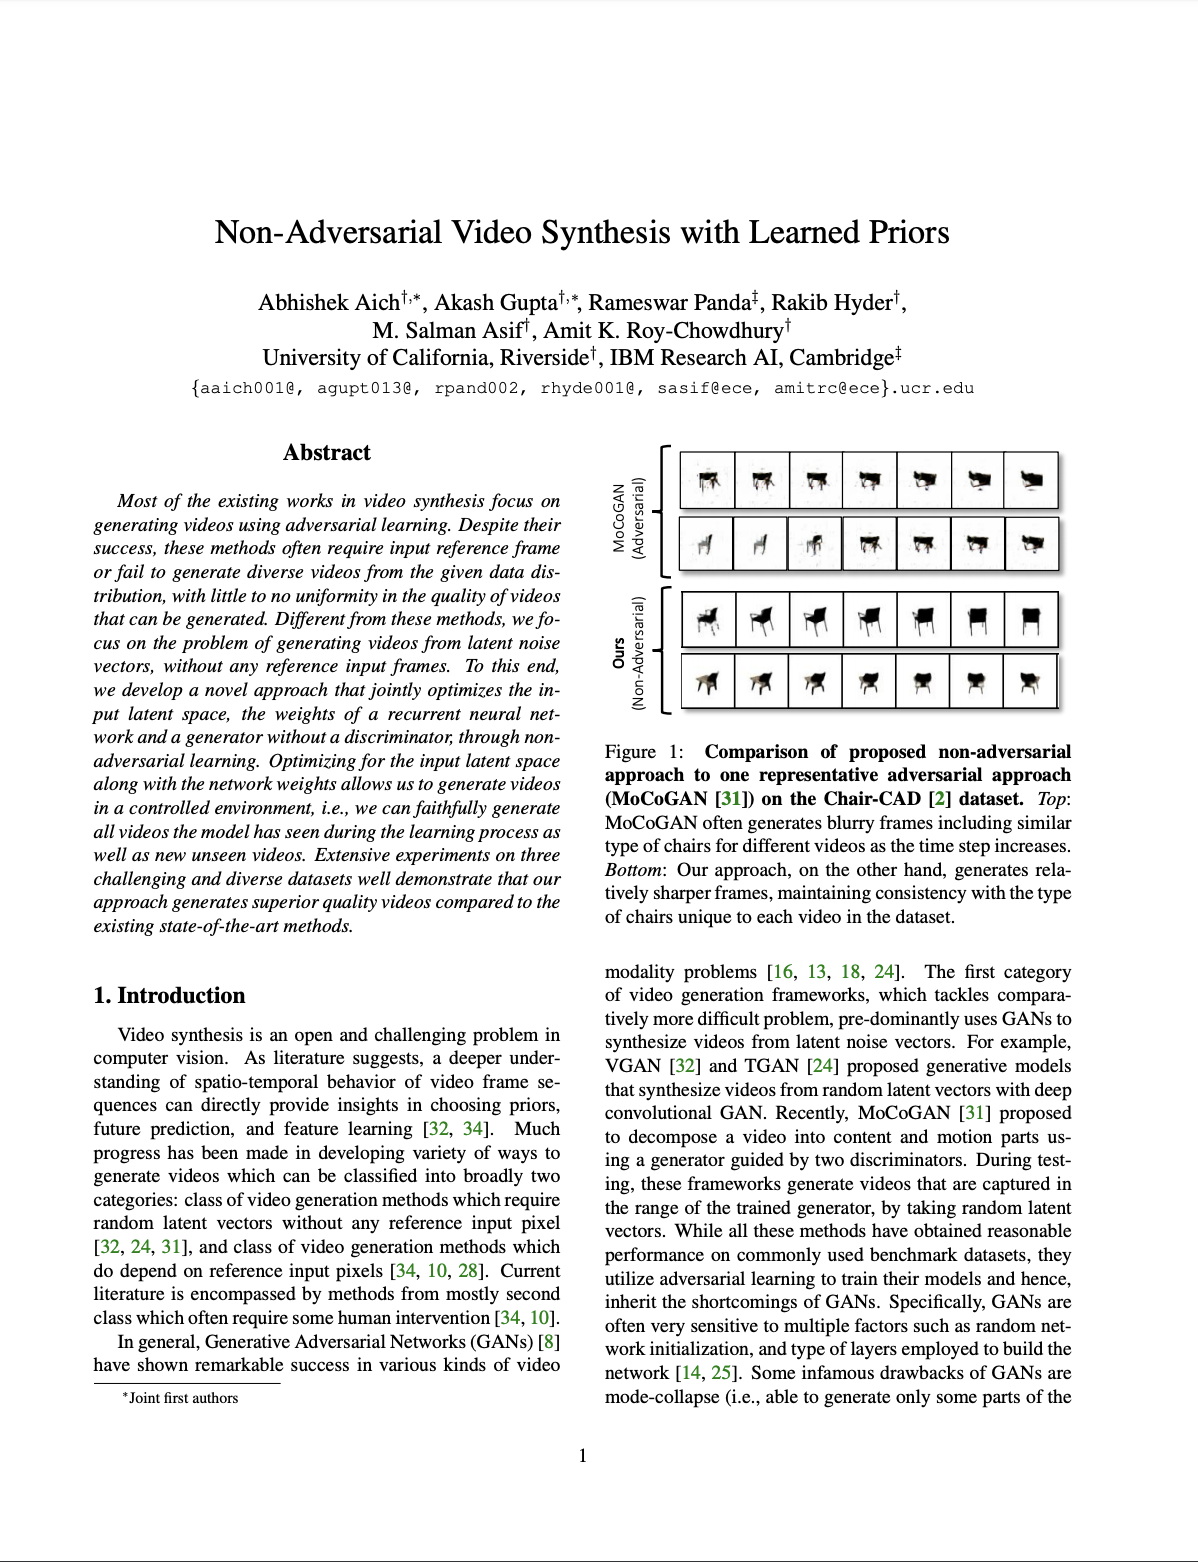 Non-Adversarial Video Synthesis with Learned Priors
Abhishek Aich†,∗, Akash Gupta†,∗, Rameswar Panda‡, Rakib Hyder†,
M. Salman Asif†, Amit K. Roy-Chowdhury†
University of California, Riverside†, IBM Research AI, Cambridge‡
{aaich001@, agupt013@, rpand002, rhyde001@, sasif@ece, amitrc@ece}.ucr.edu
Abstract
Most of the existing works in video synthesis focus on
generating videos using adversarial learning. Despite their
success, these methods often require input reference frame
or fail to generate diverse videos from the given data dis-
tribution, with little to no uniformity in the quality of videos
that can be generated. Different from these methods, we fo-
cus on the problem of generating videos from latent noise
vectors, without any reference input frames. To this end,
we develop a novel approach that jointly optimizes the in-
put latent space, the weights of a recurrent neural net-
work and a generator without a discriminator, through non-
adversarial learning. Optimizing for the input latent space
along with the network weights allows us to generate videos
in a controlled environment, i.e., we can faithfully generate
all videos the model has seen during the learning process as
well as new unseen videos. Extensive experiments on three
challenging and diverse datasets well demonstrate that our
approach generates superior quality videos compared to the
existing state-of-the-art methods.
1. Introduction
Video synthesis is an open and challenging problem in
computer vision. As literature suggests, a deeper under-
standing of spatio-temporal behavior of video frame se-
quences can directly provide insights in choosing priors,
future prediction, and feature learning [32, 34]. Much
progress has been made in developing variety of ways to
generate videos which can be classified into broadly two
categories: class of video generation methods which require
random latent vectors without any reference input pixel
[32, 24, 31], and class of video generation methods which
do depend on reference input pixels [34, 10, 28]. Current
literature is encompassed by methods from mostly second
class which often require some human intervention [34, 10].
In general, Generative Adversarial Networks (GANs) [8]
have shown remarkable success in various kinds of video
∗Joint first authors
MoCoGAN
(Adversarial)
Ours
(Non-Adversarial)
Figure 1: Comparison of proposed non-adversarial
approach to one representative adversarial approach
(MoCoGAN [31]) on the Chair-CAD [2] dataset. Top:
MoCoGAN often generates blurry frames including similar
type of chairs for different videos as the time step increases.
Bottom: Our approach, on the other hand, generates rela-
tively sharper frames, maintaining consistency with the type
of chairs unique to each video in the dataset.
modality problems [16, 13, 18, 24]. The first category
of video generation frameworks, which tackles compara-
tively more difficult problem, pre-dominantly uses GANs to
synthesize videos from latent noise vectors. For example,
VGAN [32] and TGAN [24] proposed generative models
that synthesize videos from random latent vectors with deep
convolutional GAN. Recently, MoCoGAN [31] proposed
to decompose a video into content and motion parts us-
ing a generator guided by two discriminators. During test-
ing, these frameworks generate videos that are captured in
the range of the trained generator, by taking random latent
vectors. While all these methods have obtained reasonable
performance on commonly used benchmark datasets, they
utilize adversarial learning to train their models and hence,
inherit the shortcomings of GANs. Specifically, GANs are
often very sensitive to multiple factors such as random net-
work initialization, and type of layers employed to build the
network [14, 25]. Some infamous drawbacks of GANs are
mode-collapse (i.e., able to generate only some parts of the
1